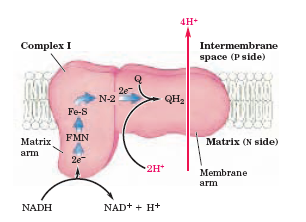 4H⁺
Complex I
Intermembrane
space (P side)
Q
2e⁻
N-2
QH₂
Fe-S
FMN
Matrix
arm
Matrix (N side)
2e⁻
2H⁺
Membrane
arm
NADH
NAD⁺ + H⁺